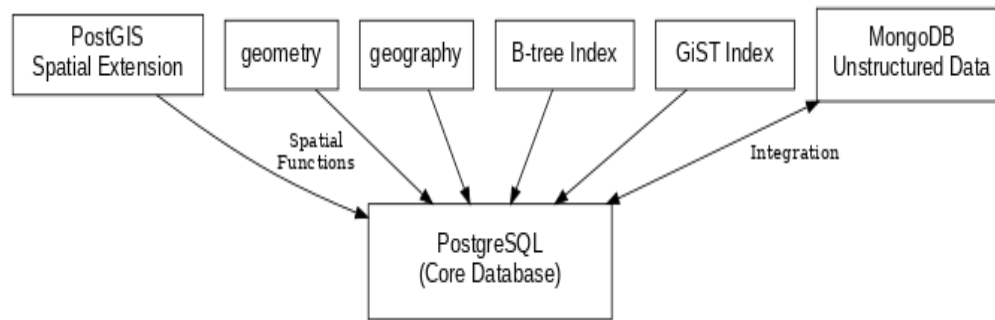 PostGIS
Spatial Extension
geometry
geography
B-tree Index
GiST Index
MongoDB
Unstructured Data
Spatial
Functions
Integration
PostgreSQL
(Core Database)